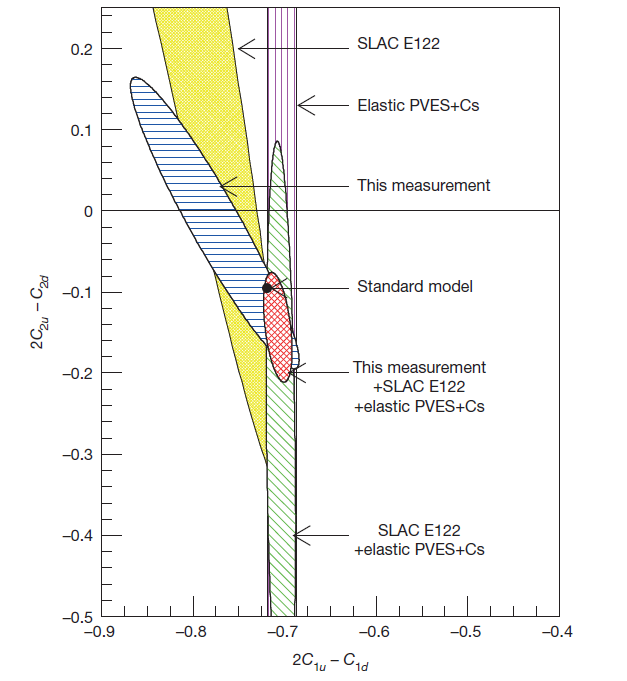 0.2
0.1
0
–0.1
–0.2
–0.3
–0.4
–0.5
2C2u – C2d
SLAC E122
Elastic PVES+Cs
This measurement
Standard model
This measurement
+SLAC E122
+elastic PVES+Cs
SLAC E122
+elastic PVES+Cs
–0.9 –0.8 –0.7 –0.6 –0.5 –0.4
2C1u – C1d